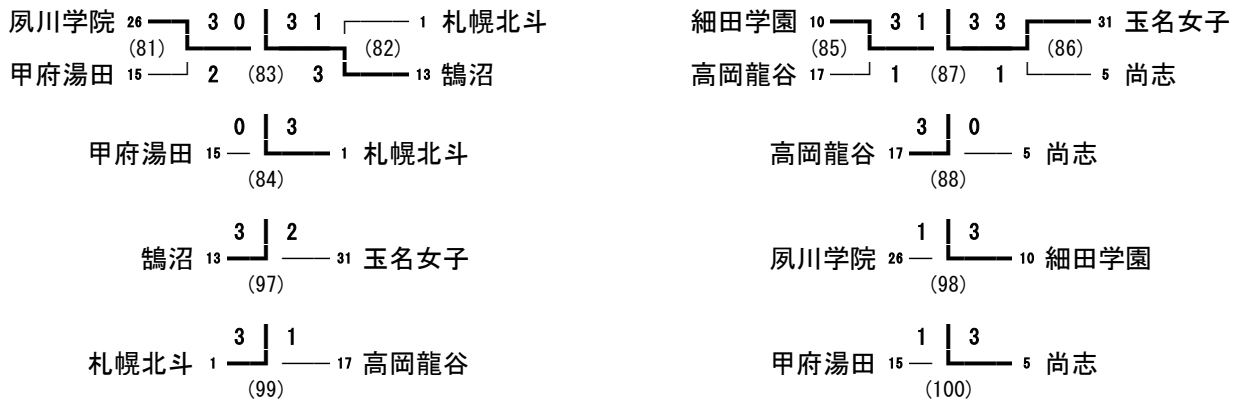 夙川学院 26 3 0 3 1 1 札幌北斗
(81) (82)
甲府湯田 15 2 (83) 3 13 鵠沼
0 3
甲府湯田 15 1 札幌北斗
(84)
3 2
鵠沼 13 31 玉名女子
(97)
3 1
札幌北斗 1 17 高岡龍谷
(99)
細田学園 10 3 1 3 3 31 玉名女子
(85) (86)
高岡龍谷 17 1 (87) 1 5 尚志
3 0
高岡龍谷 17 5 尚志
(88)
1 3
夙川学院 26 10 細田学園
(98)
1 3
甲府湯田 15 5 尚志
(100)